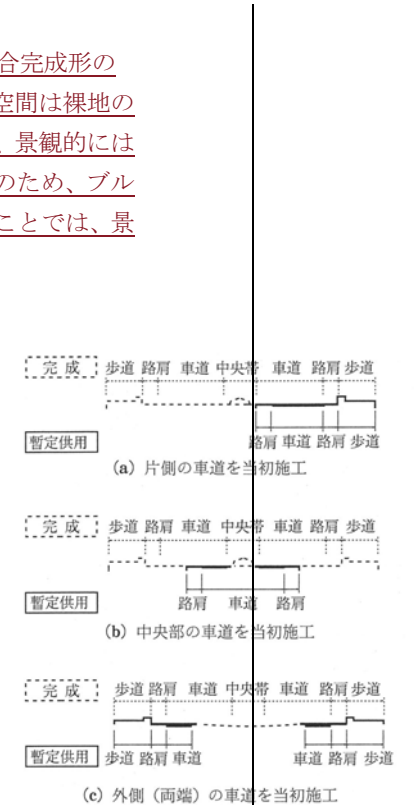 合完成形の
空間は裸地の
、景観的には
のため、ブル
ことでは、景
完成 歩道 路肩 車道 中央帯 車道 路肩 歩道
暫定供用 路肩 車道 路肩 歩道
(a) 片側の車道を当初施工
完成 歩道 路肩 車道 中央帯 車道 路肩 歩道
暫定供用 路肩 車道 路肩
(b) 中央部の車道を当初施工
完成 歩道 路肩 車道 中央帯 車道 路肩 歩道
暫定供用 歩道 路肩 車道 車道 路肩 歩道
(c) 外側（両端）の車道を当初施工